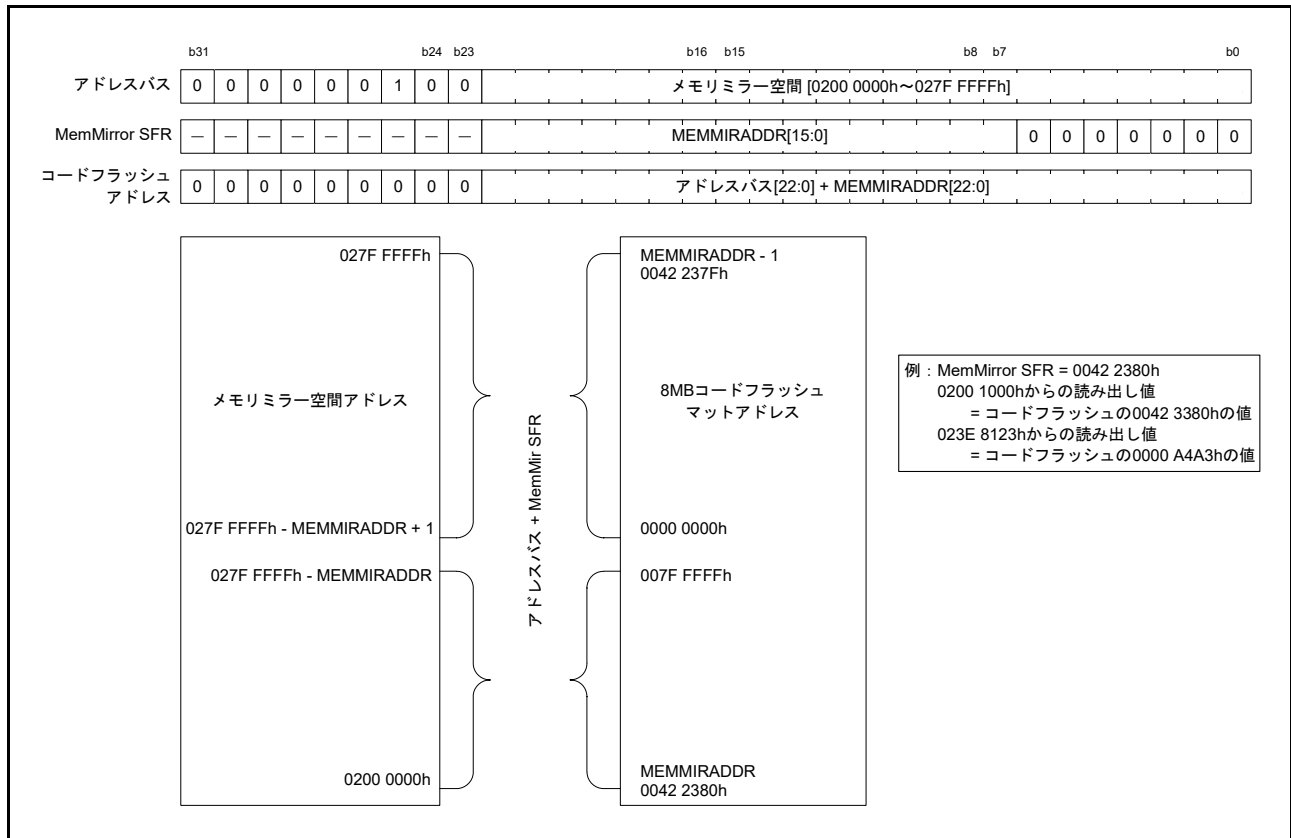 b31 b24 b23 b16 b15 b8 b7 b0
アドレスバス 0 0 0 0 0 0 1 0 0 メモリミラー空間 [0200 0000h～027F FFFFh]
MemMirror SFR － － － － － － － － － MEMMIRADDR[15:0] 0 0 0 0 0 0 0
コードフラッシュ
アドレス 0 0 0 0 0 0 0 0 0 アドレスバス[22:0] + MEMMIRADDR[22:0]
027F FFFFh
メモリミラー空間アドレス
027F FFFFh - MEMMIRADDR + 1
027F FFFFh - MEMMIRADDR
0200 0000h
アドレスバス + MemMir SFR
MEMMIRADDR - 1
0042 237Fh
8MBコードフラッシュ
マットアドレス
0000 0000h
007F FFFFh
MEMMIRADDR
0042 2380h
例：MemMirror SFR = 0042 2380h
0200 1000hからの読み出し値
= コードフラッシュの0042 3380hの値
023E 8123hからの読み出し値
= コードフラッシュの0000 A4A3hの値